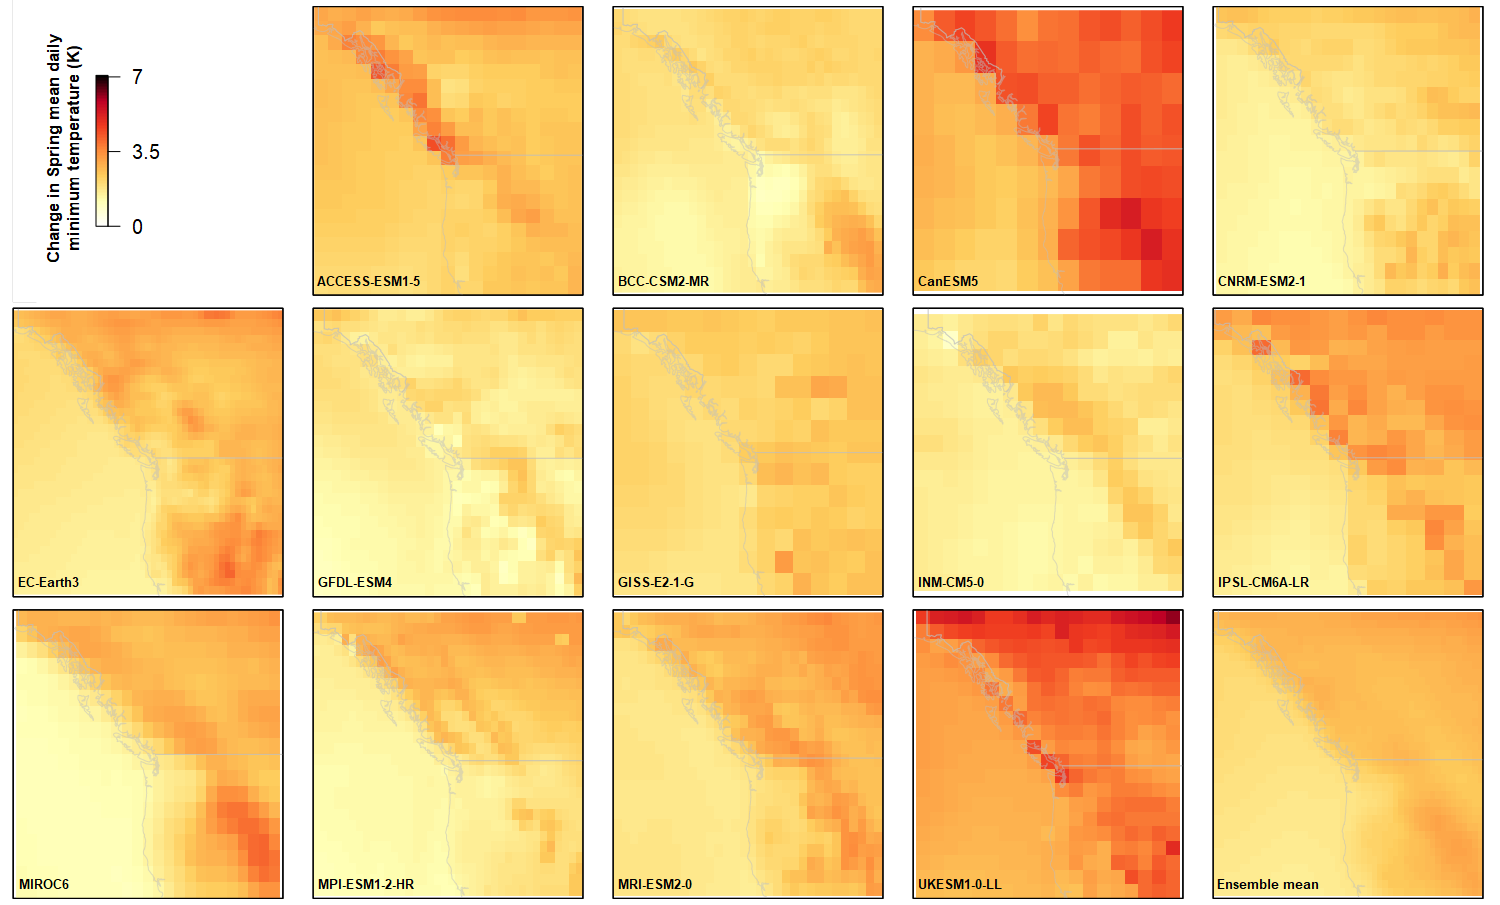 Change in Spring mean daily
minimum temperature (K)
7
3.5
0
ACCESS-ESM1-5
BCC-CSM2-MR
CanESM5
CNRM-ESM2-1
EC-Earth3
GFDL-ESM4
GISS-E2-1-G
INM-CM5-0
IPSL-CM6A-LR
MIROC6
MPI-ESM1-2-HR
MRI-ESM2-0
UKESM1-0-LL
Ensemble mean